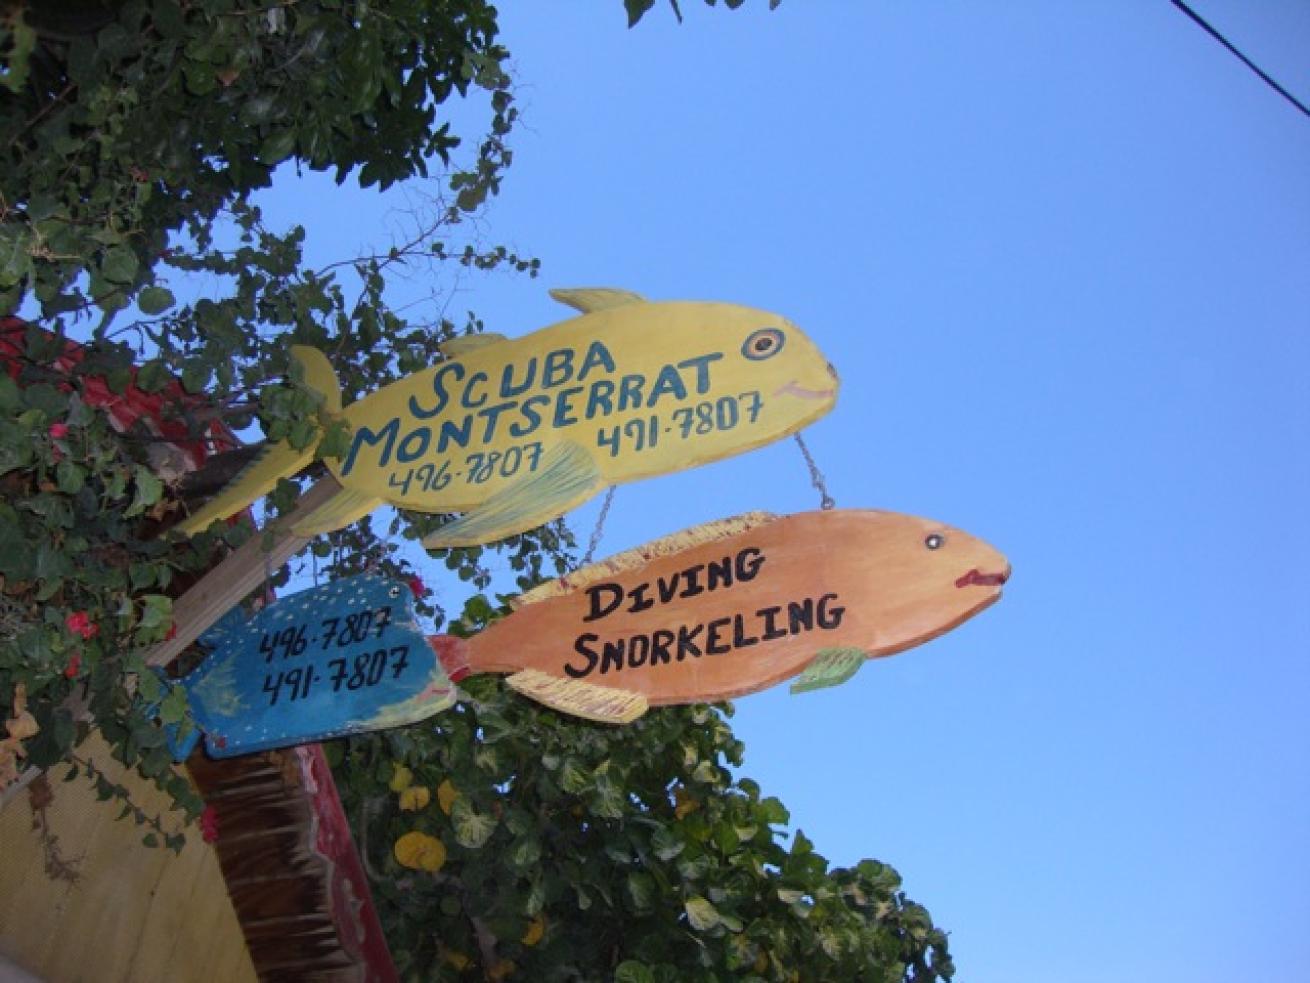 SCUBA
MONTSERRAT
496-7807 491-7807
DIVING
SNORKELING
496-7807
491-7807